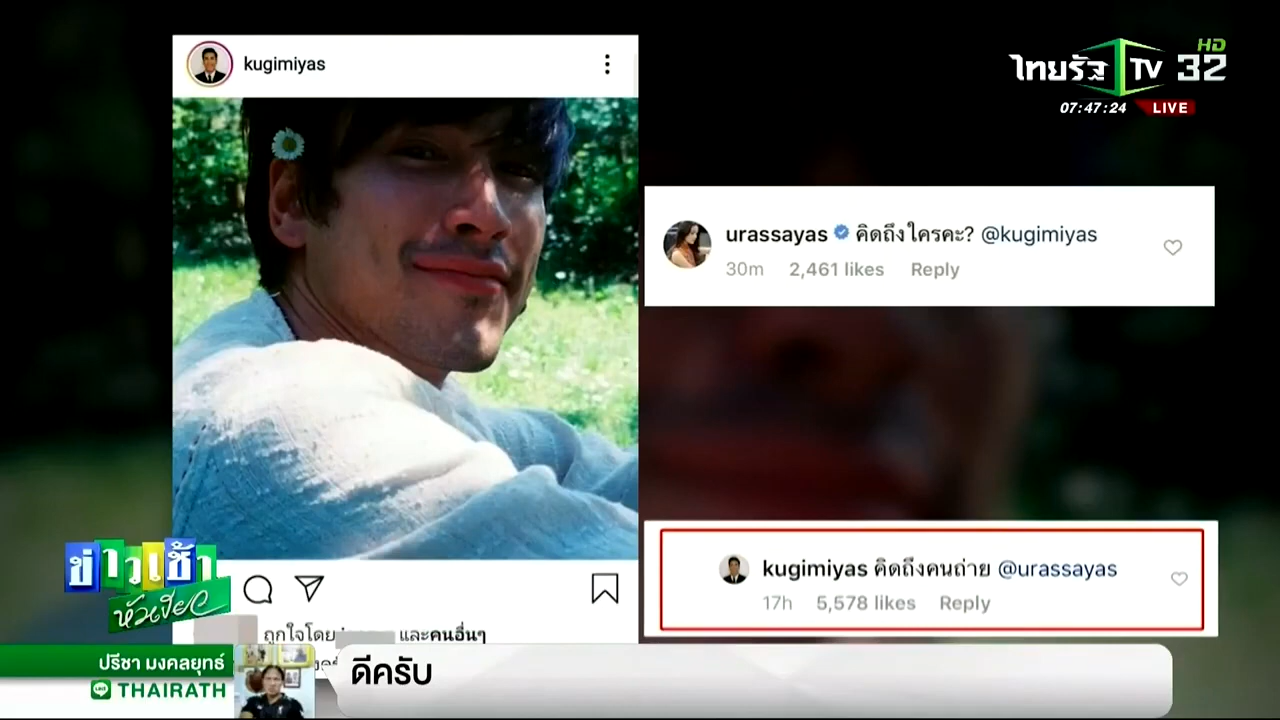 kugimiyas
ไทยรัฐ TV 32 HD
07:47:24 LIVE
urassayas คิดถึงใครคะ? @kugimiyas
30m 2,461 likes Reply
kugimiyas คิดถึงคนถ่าย @urassayas
17h 5,578 likes Reply
ข่าวเช้า
หัวเขียว
ถูกใจโดย และคนอื่นๆ
ปรีชา มงคลยุทธ์
LINE THAIRATH
ดีครับ